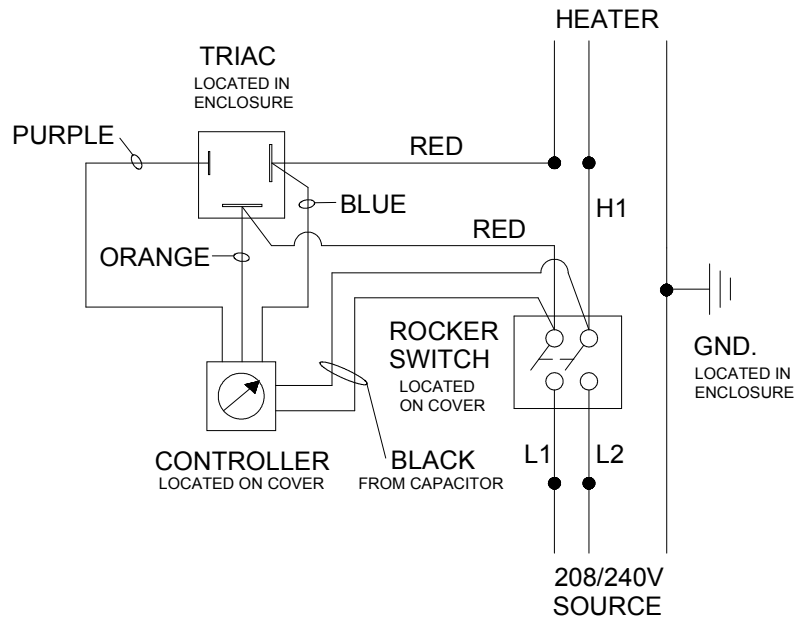 HEATER
TRIAC
LOCATED IN
ENCLOSURE
PURPLE
RED
BLUE
H1
RED
ORANGE
ROCKER
SWITCH
LOCATED
ON COVER
GND.
LOCATED IN
ENCLOSURE
CONTROLLER
LOCATED ON COVER
BLACK
FROM CAPACITOR
L1
L2
208/240V
SOURCE